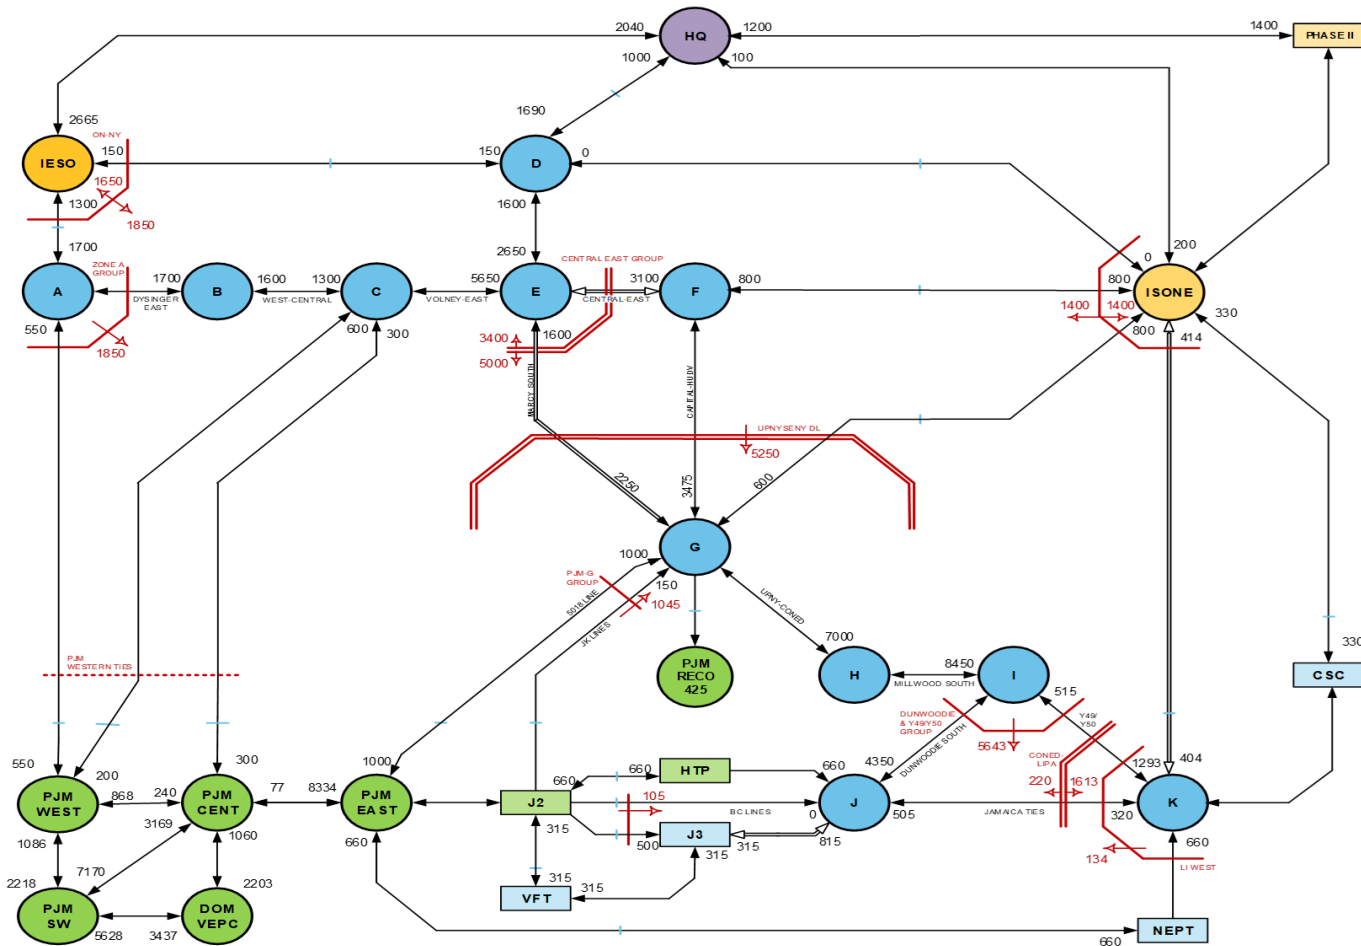 2040
HQ
1200
1400
PHASE II
1000
100
2665
1690
ON-NY
IESO
150
150
D
0
1650
1300
1850
1600
1700
2650
CENTRAL EAST GROUP
0
200
ZONE A
GROUP
A
1700
B
1600
1300
C
5650
E
3100
F
800
800
ISONE
DYSINGER
EAST
WEST-CENTRAL
VOLNEY-EAST
CENTRAL-EAST
550
1850
600
300
1600
3400
5000
1400
1400
800
330
414
MARCY SOUTH
CAPITAL-HUDV
UPNYSENY DL
5250
2250
3475
600
G
1000
150
PJM-G
GROUP
1045
5018 LINE
JK LINES
UPNY-CONED
PJM
RECO
425
7000
H
8450
MILLWOOD SOUTH
I
515
330
CSC
PJM
WESTERN TIES
DUNWOODIE
& Y49/Y50
GROUP
DUNWOODIE SOUTH
5643
Y49/
Y50
CONED
LIPA
220
1613
1293
404
550
200
300
1000
660
660
HTP
660
4350
PJM
WEST
868
240
PJM
CENT
77
8334
PJM
EAST
J2
105
BC LINES
0
J
505
JAMAICA TIES
320
K
1086
3169
1060
660
315
500
J3
315
315
815
134
660
LI WEST
2218
7170
2203
315
VFT
315
PJM
SW
5628
3437
DOM
VEPC
660
NEPT